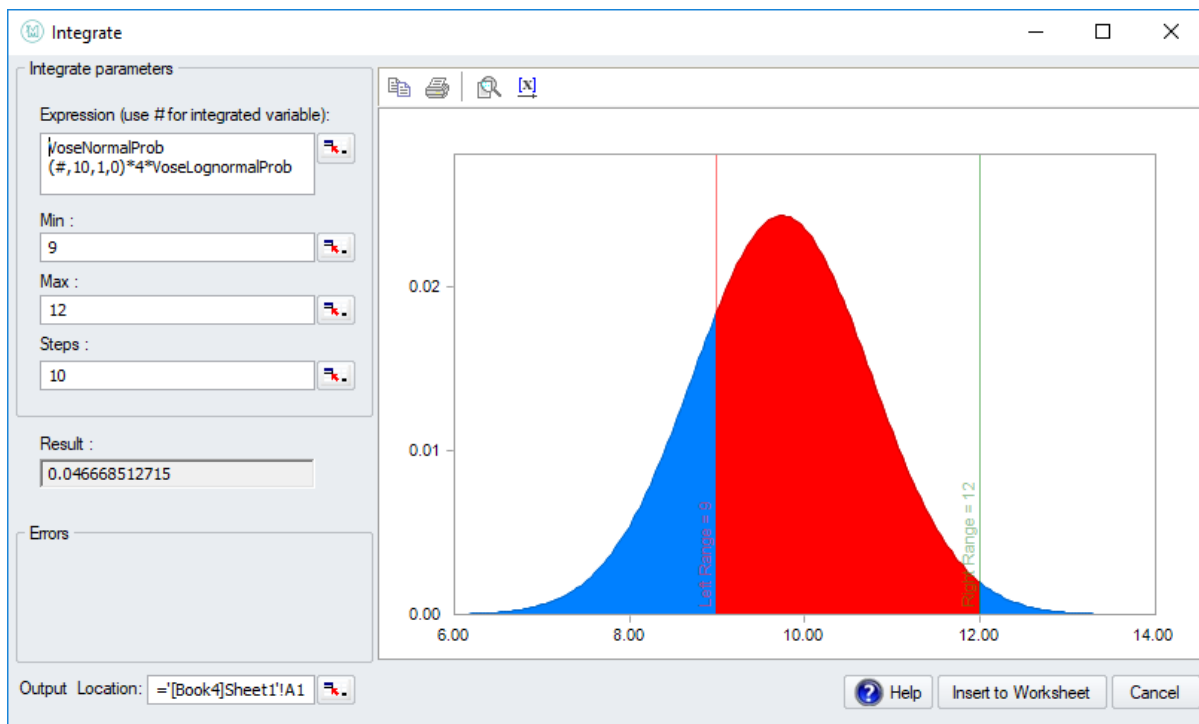 Integrate
Integrate parameters
Expression (use # for integrated variable):
VoseNormalProb
(#,10,1,0)*4*VoseLognormalProb
Min :
9
Max :
12
Steps :
10
Result :
0.046668512715
Errors
Output Location: ='[Book4]Sheet1'!A1
[x]
0.02
0.01
0.00
6.00 8.00 10.00 12.00 14.00
Left Range = 9
Right Range = 12
Help Insert to Worksheet Cancel